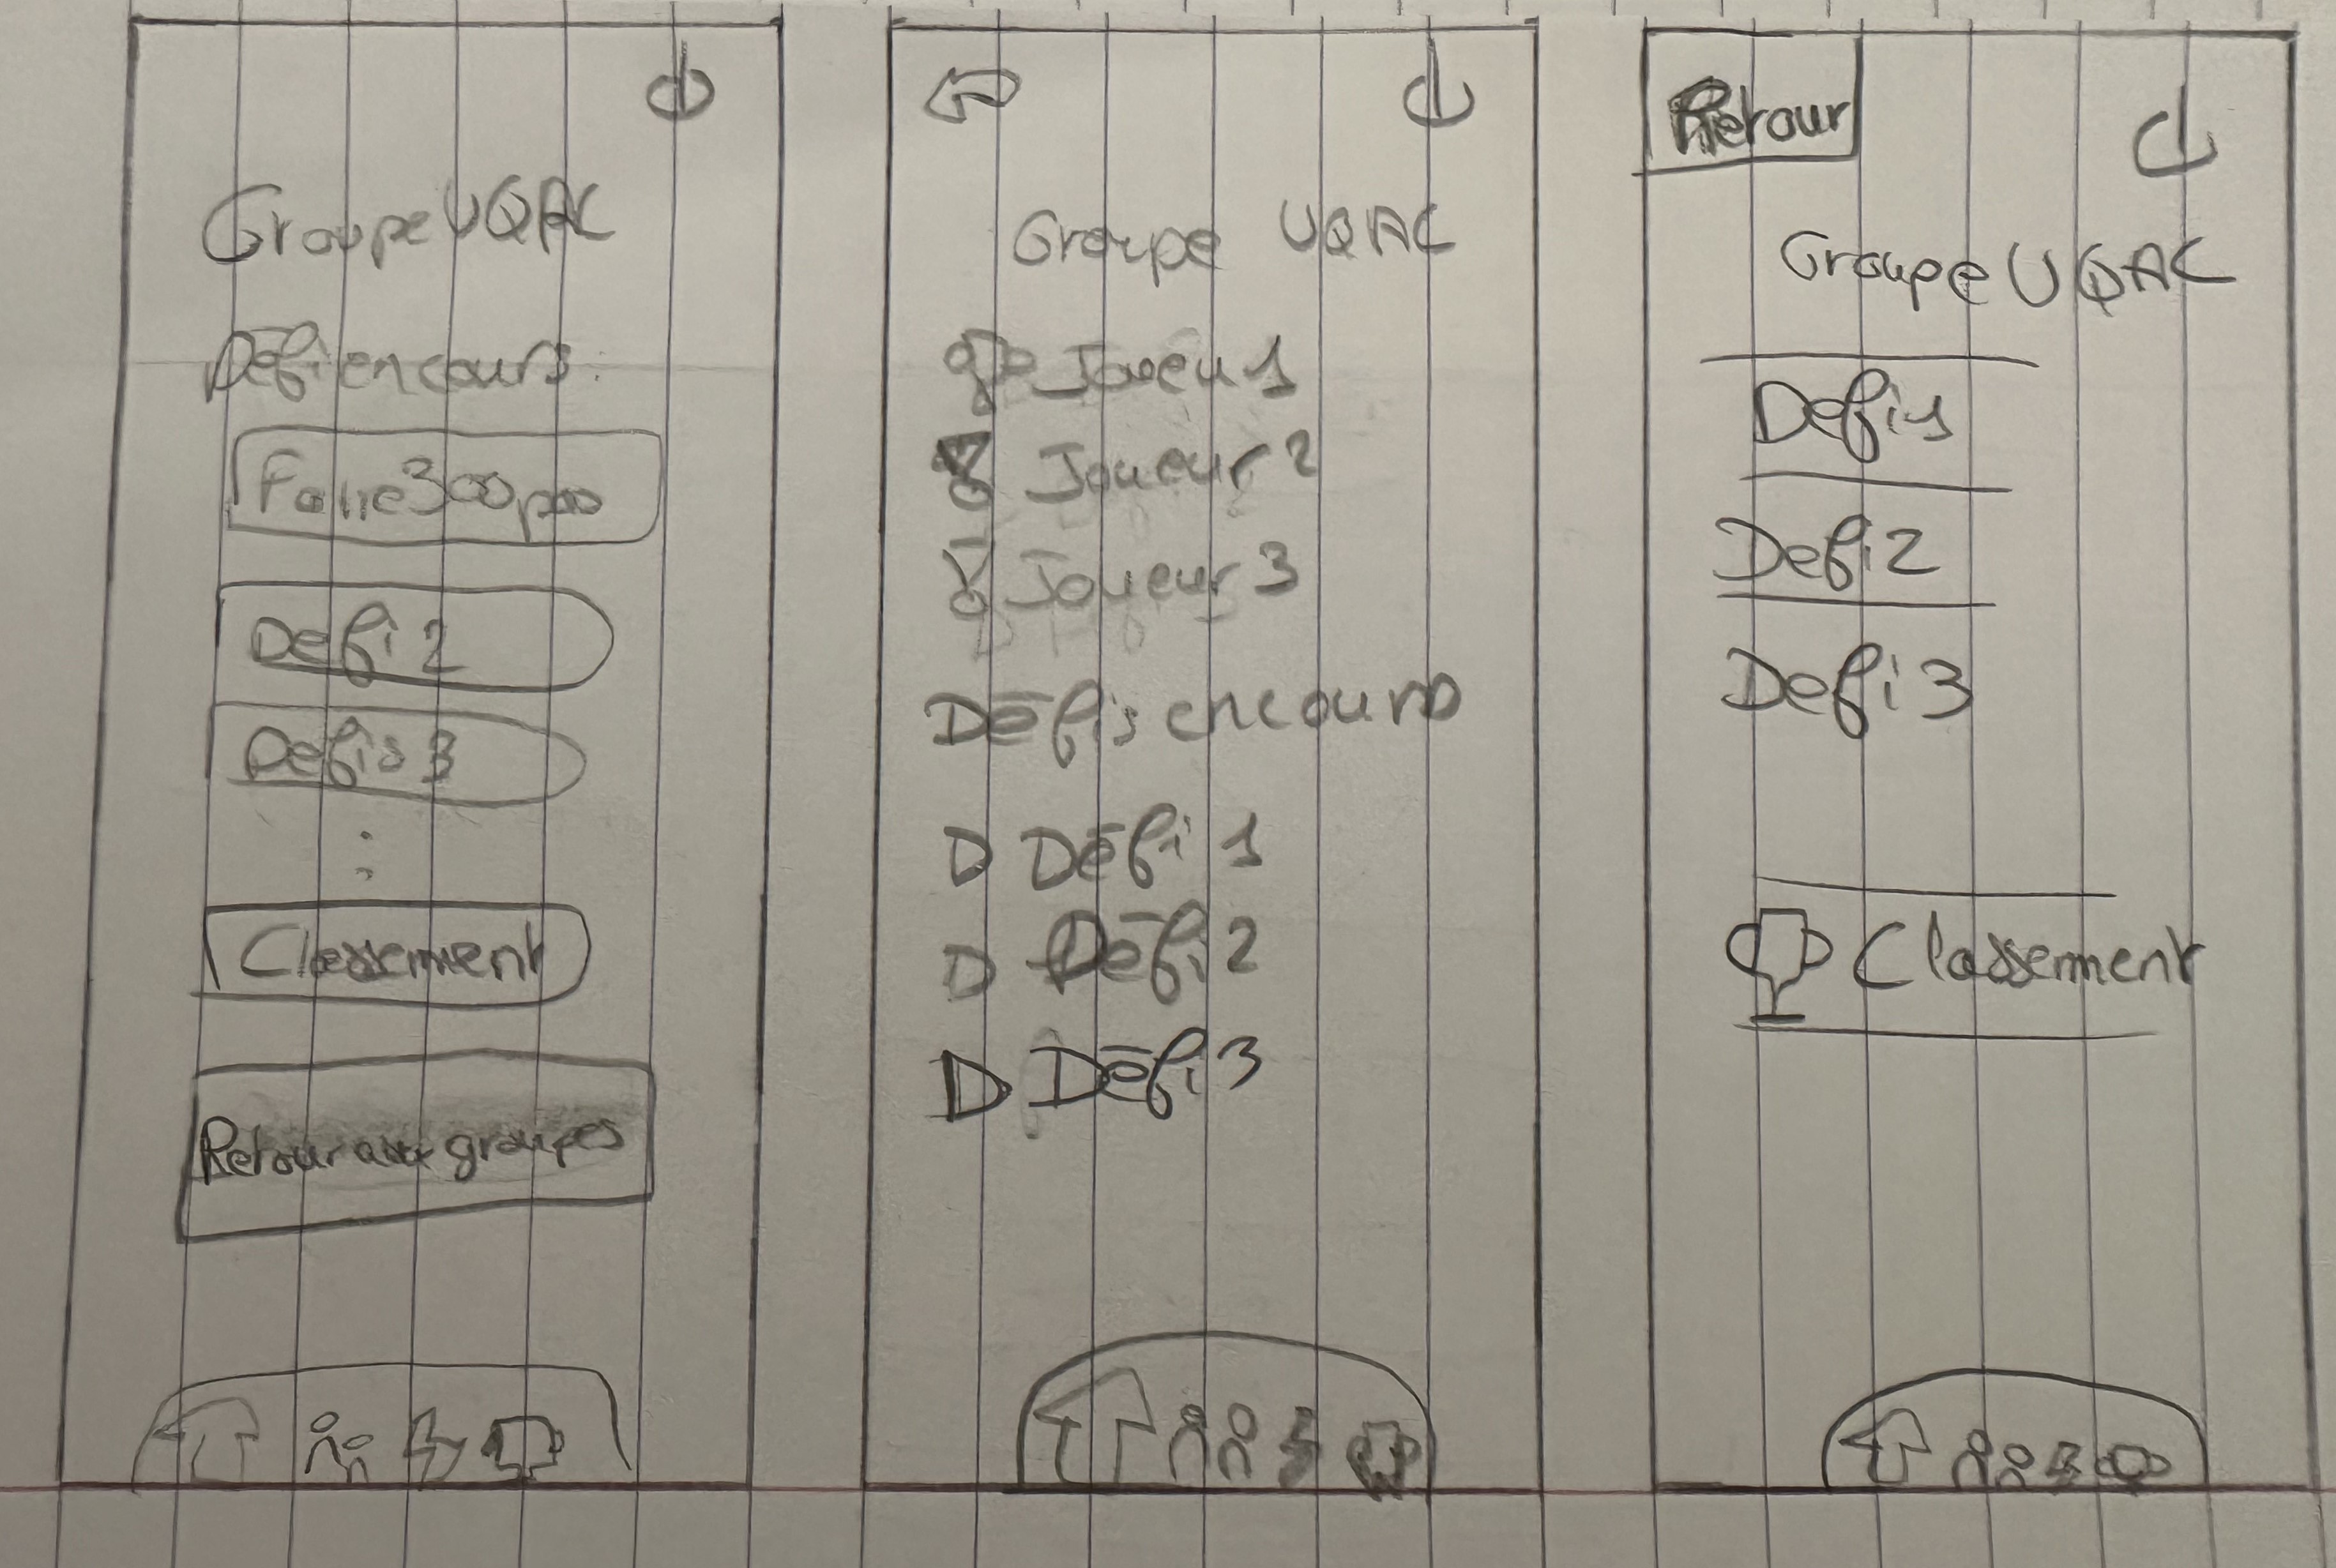 Groupe UQAC
Défi en cours :
Faire 300 pas
Defi 2
Defis 3
Classement
Retour aux groupes
Groupe UQAC
Joueu 1
Joueur 2
Joueur 3
Défis en cours
D Défi 1
D Défi 2
D Défi 3
Retour
Groupe UQAC
Defi 1
Defi 2
Defi 3
Classement